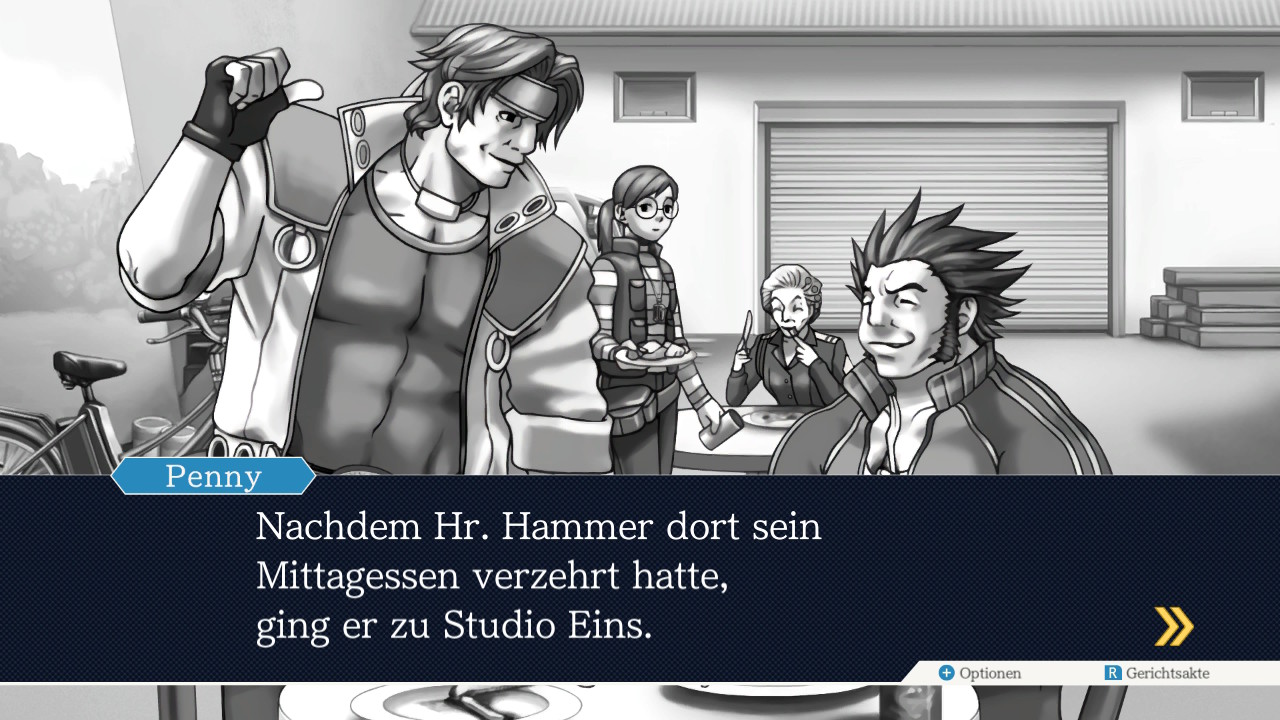 Penny
Nachdem Hr. Hammer dort sein
Mittagessen verzehrt hatte,
ging er zu Studio Eins.
+ Optionen
R Gerichtsakte